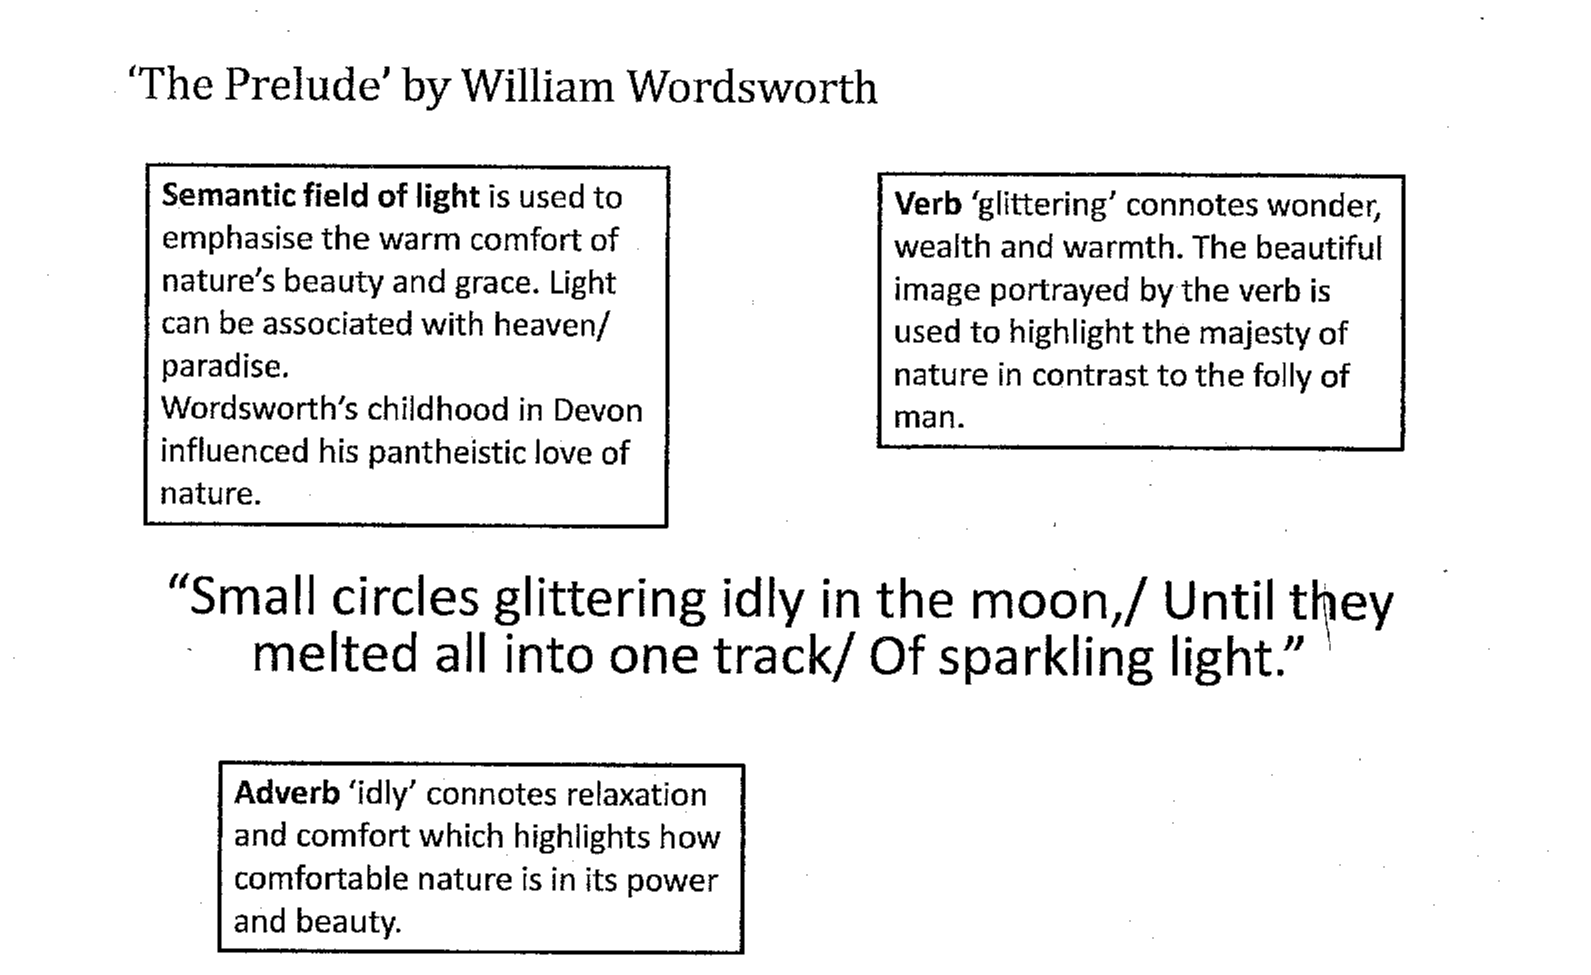 ‘The Prelude’ by William Wordsworth
Semantic field of light is used to
emphasise the warm comfort of
nature’s beauty and grace. Light
can be associated with heaven/
paradise.
Wordsworth’s childhood in Devon
influenced his pantheistic love of
nature.
Verb ‘glittering’ connotes wonder,
wealth and warmth. The beautiful
image portrayed by the verb is
used to highlight the majesty of
nature in contrast to the folly of
man.
“Small circles glittering idly in the moon,/ Until they
melted all into one track/ Of sparkling light.”
Adverb ‘idly’ connotes relaxation
and comfort which highlights how
comfortable nature is in its power
and beauty.